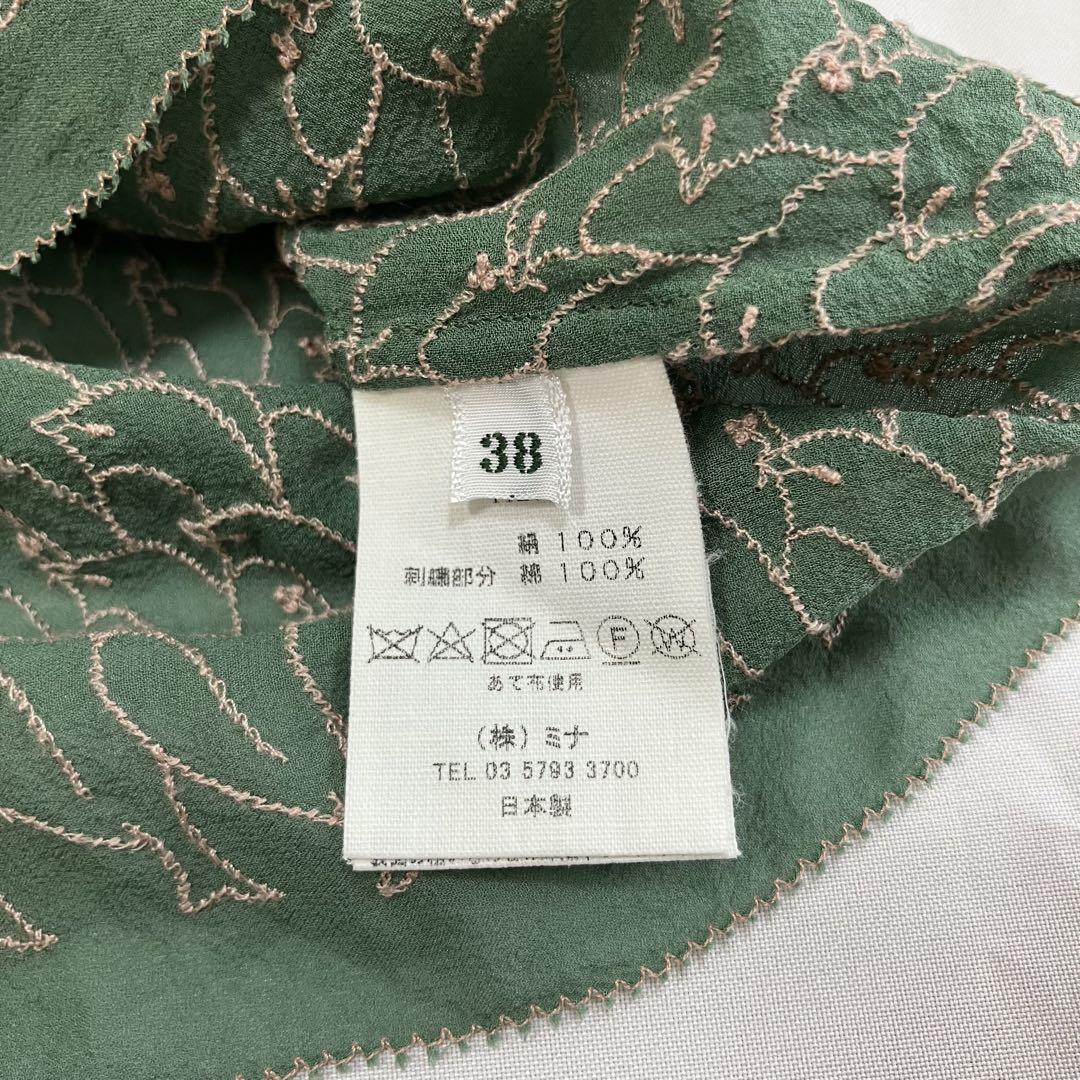 38
絹 100%
刺繍部分 綿 100%
あて布使用
(株) ミナ
TEL 03 5793 3700
日本製